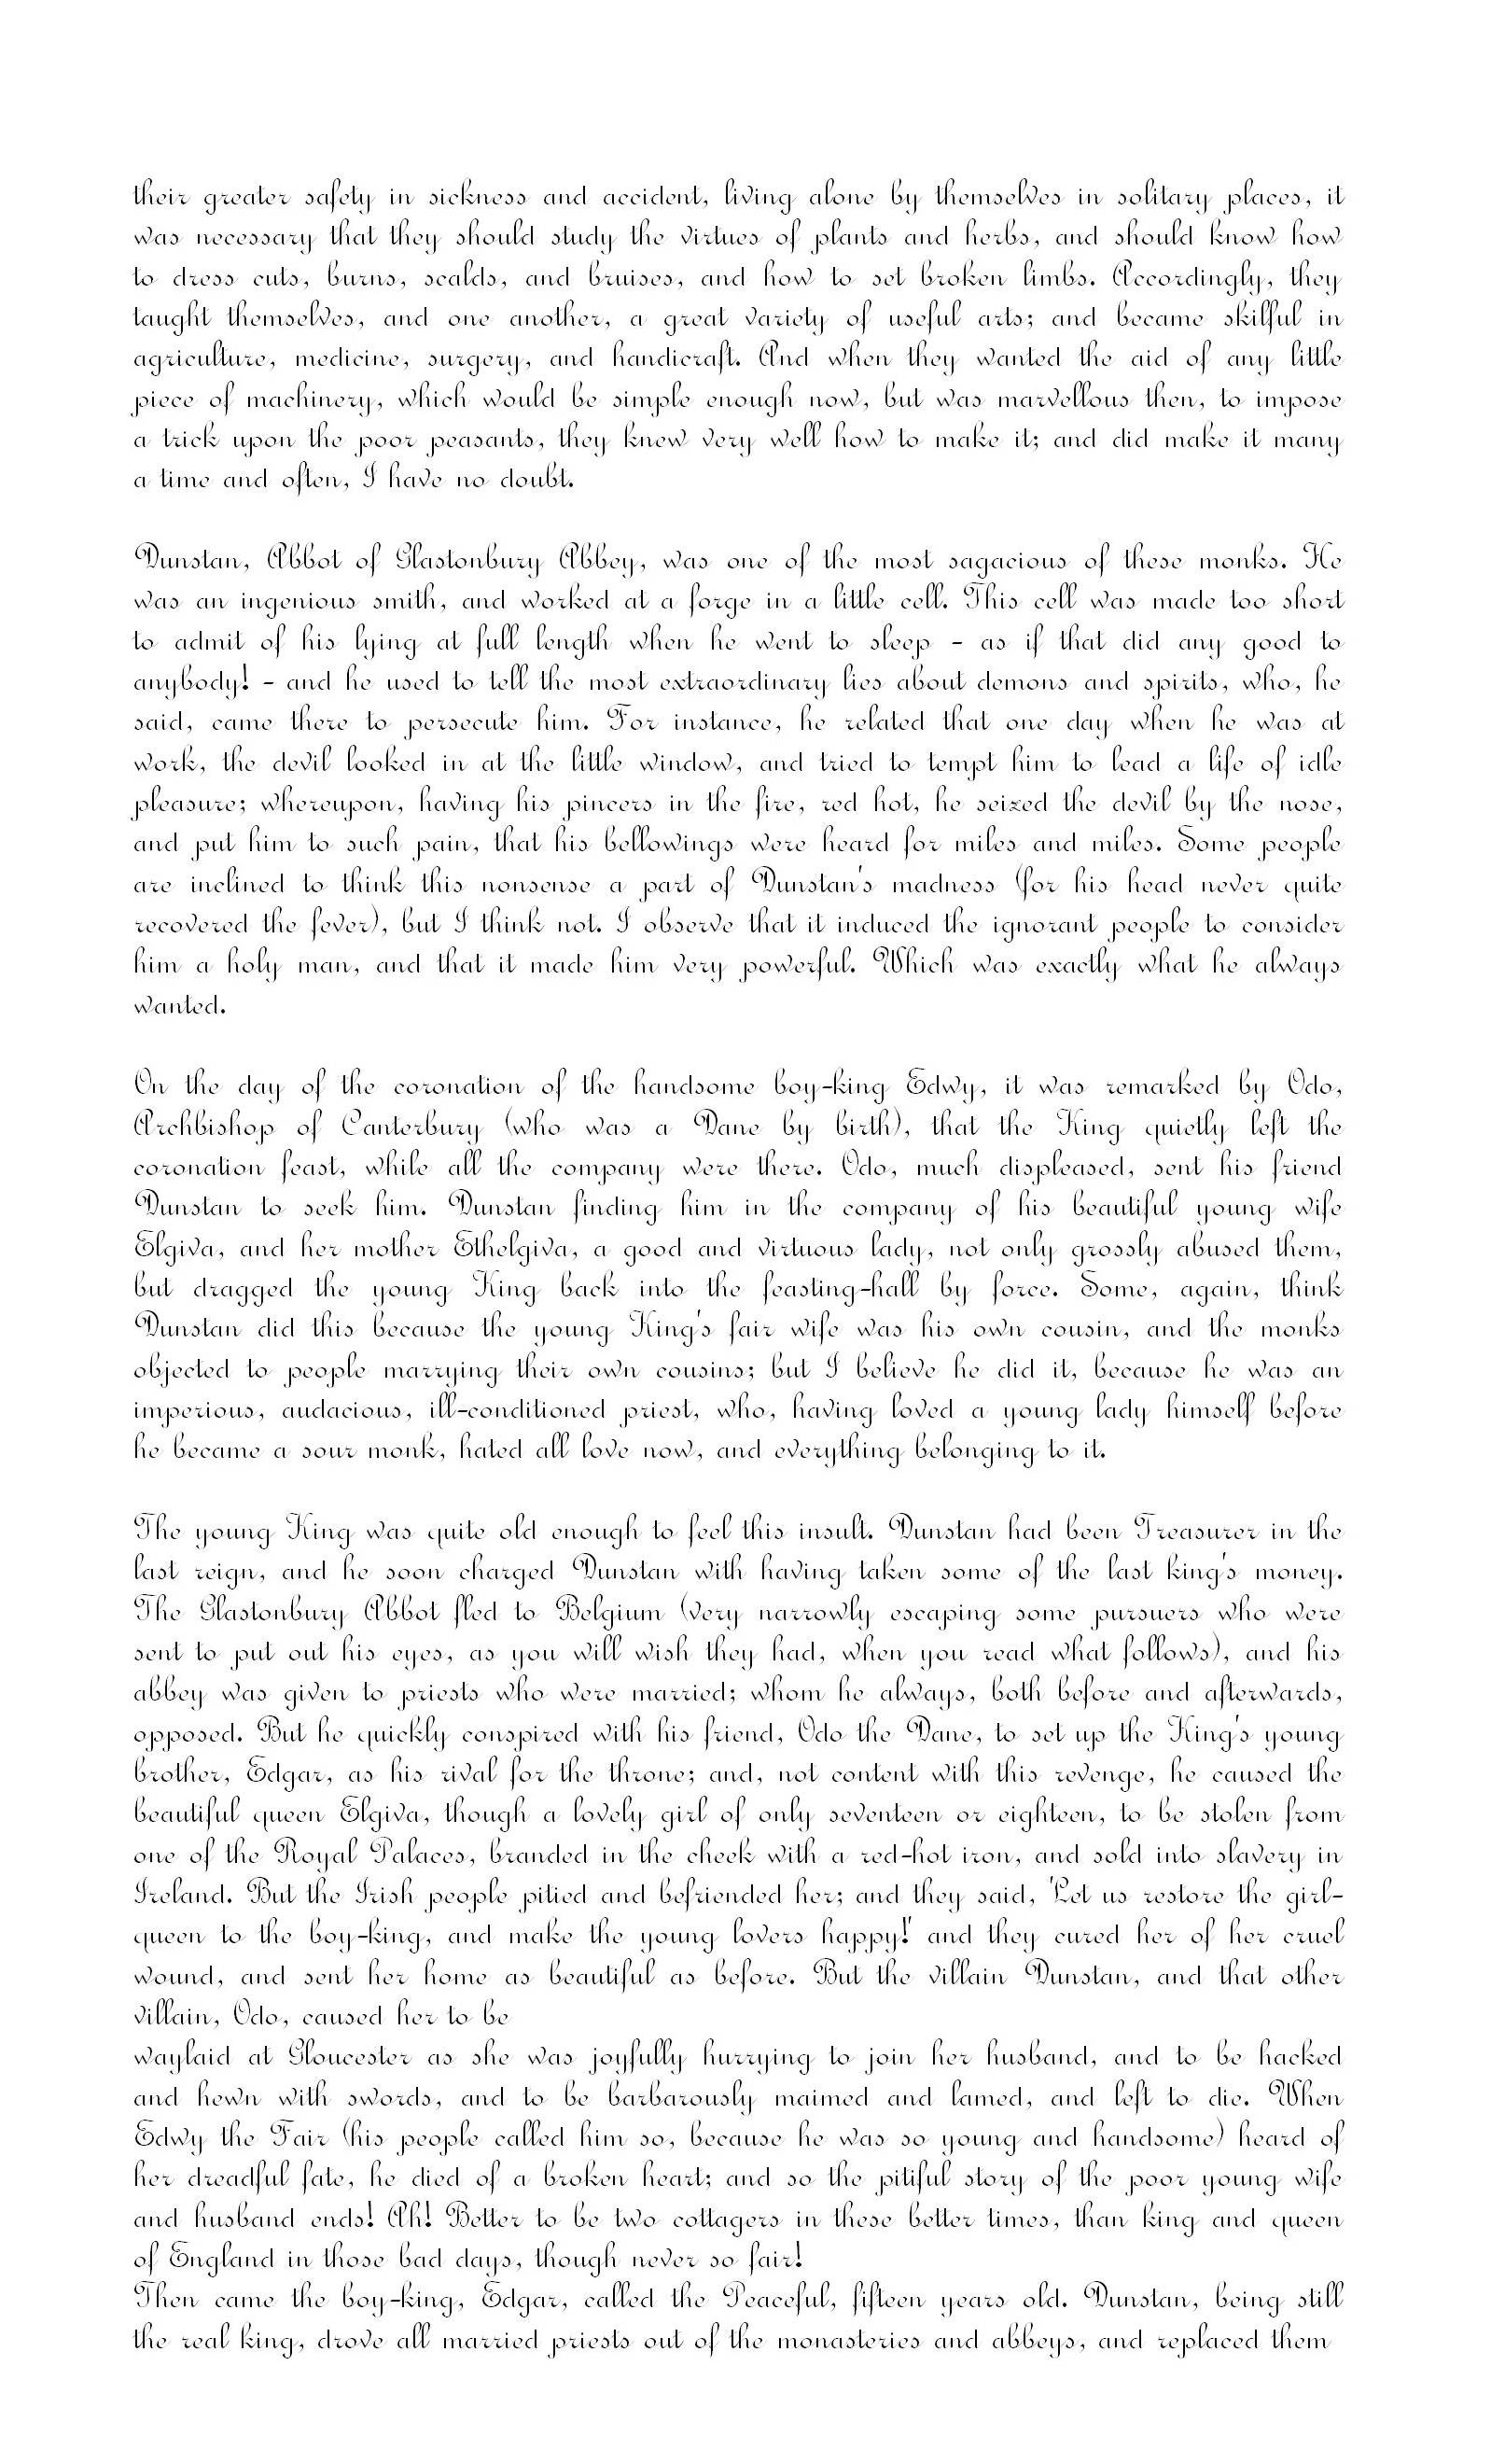 their greater safety in sickness and accident, living alone by themselves in solitary places, it
was necessary that they should study the virtues of plants and herbs, and should know how
to dress cuts, burns, scalds, and bruises, and how to set broken limbs. Accordingly, they
taught themselves, and one another, a great variety of useful arts; and became skilful in
agriculture, medicine, surgery, and handicraft. And when they wanted the aid of any little
piece of machinery, which would be simple enough now, but was marvellous then, to impose
a trick upon the poor peasants, they knew very well how to make it; and did make it many
a time and often, I have no doubt.

Dunstan, Abbot of Glastonbury Abbey, was one of the most sagacious of these monks. He
was an ingenious smith, and worked at a forge in a little cell. This cell was made too short
to admit of his lying at full length when he went to sleep - as if that did any good to
anybody! - and he used to tell the most extraordinary lies about demons and spirits, who, he
said, came there to persecute him. For instance, he related that one day when he was at
work, the devil looked in at the little window, and tried to tempt him to lead a life of idle
pleasure; whereupon, having his pincers in the fire, red hot, he seized the devil by the nose,
and put him to such pain, that his bellowings were heard for miles and miles. Some people
are inclined to think this nonsense a part of Dunstan's madness (for his head never quite
recovered the fever), but I think not. I observe that it induced the ignorant people to consider
him a holy man, and that it made him very powerful. Which was exactly what he always
wanted.

On the day of the coronation of the handsome boy-king Edwy, it was remarked by Odo,
Archbishop of Canterbury (who was a Dane by birth), that the King quietly left the
coronation feast, while all the company were there. Odo, much displeased, sent his friend
Dunstan to seek him. Dunstan finding him in the company of his beautiful young wife
Elgiva, and her mother Ethelgiva, a good and virtuous lady, not only grossly abused them,
but dragged the young King back into the feasting-hall by force. Some, again, think
Dunstan did this because the young King's fair wife was his own cousin, and the monks
objected to people marrying their own cousins; but I believe he did it, because he was an
imperious, audacious, ill-conditioned priest, who, having loved a young lady himself before
he became a sour monk, hated all love now, and everything belonging to it.

The young King was quite old enough to feel this insult. Dunstan had been Treasurer in the
last reign, and he soon charged Dunstan with having taken some of the last king's money.
The Glastonbury Abbot fled to Belgium (very narrowly escaping some pursuers who were
sent to put out his eyes, as you will wish they had, when you read what follows), and his
abbey was given to priests who were married; whom he always, both before and afterwards,
opposed. But he quickly conspired with his friend, Odo the Dane, to set up the King's young
brother, Edgar, as his rival for the throne; and, not content with this revenge, he caused the
beautiful queen Elgiva, though a lovely girl of only seventeen or eighteen, to be stolen from
one of the Royal Palaces, branded in the cheek with a red-hot iron, and sold into slavery in
Ireland. But the Irish people pitied and befriended her; and they said, 'Let us restore the girl-
queen to the boy-king, and make the young lovers happy!' and they cured her of her cruel
wound, and sent her home as beautiful as before. But the villain Dunstan, and that other
villain, Odo, caused her to be
waylaid at Gloucester as she was joyfully hurrying to join her husband, and to be hacked
and hewn with swords, and to be barbarously maimed and lamed, and left to die. When
Edwy the Fair (his people called him so, because he was so young and handsome) heard of
her dreadful fate, he died of a broken heart; and so the pitiful story of the poor young wife
and husband ends! Ah! Better to be two cottagers in these better times, than king and queen
of England in those bad days, though never so fair!
Then came the boy-king, Edgar, called the Peaceful, fifteen years old. Dunstan, being still
the real king, drove all married priests out of the monasteries and abbeys, and replaced them